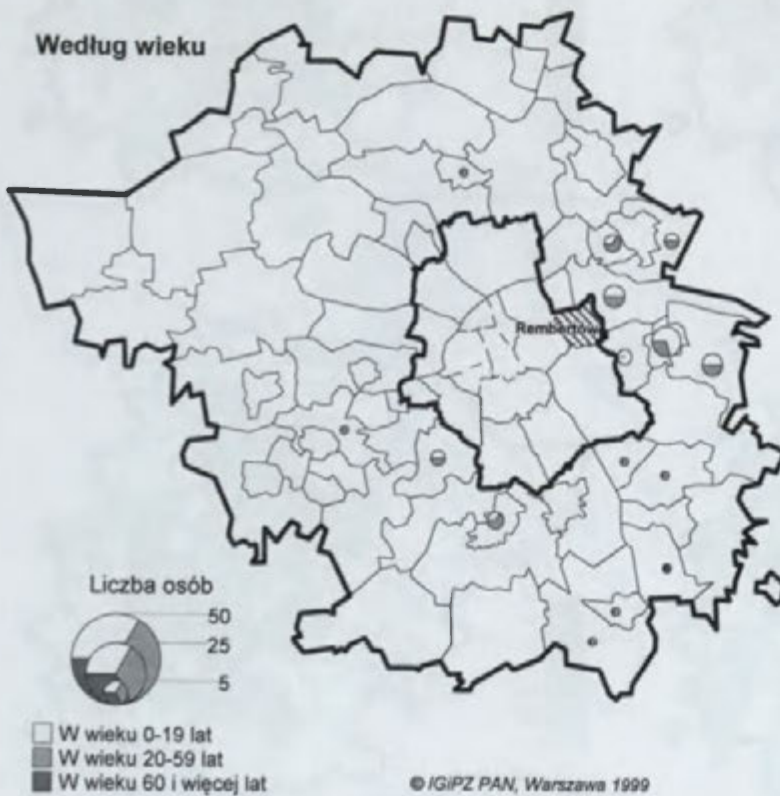 Według wieku
Rembertów
Liczba osób
50
25
5
W wieku 0-19 lat
W wieku 20-59 lat
W wieku 60 i więcej lat
© IGiPZ PAN, Warszawa 1999